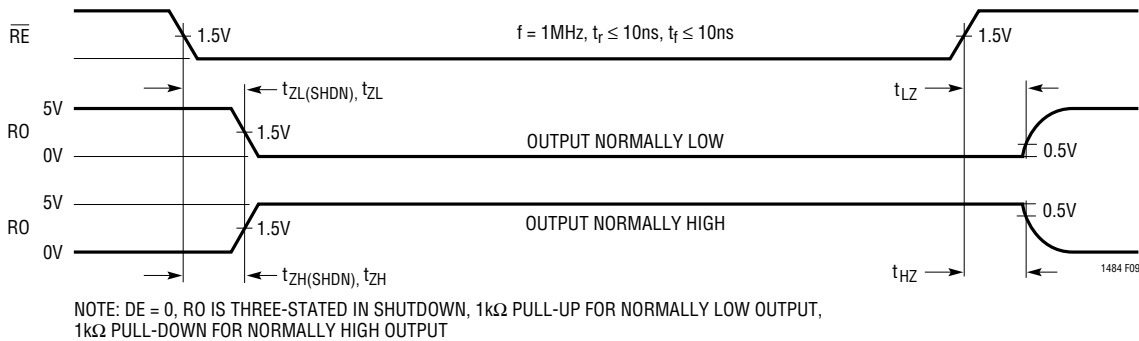 RE
1.5V
f = 1MHz, tr ≤ 10ns, tf ≤ 10ns
1.5V
tZL(SHDN), tZL
tLZ
5V
RO
0V
1.5V
OUTPUT NORMALLY LOW
0.5V
5V
RO
0V
1.5V
OUTPUT NORMALLY HIGH
0.5V
tZH(SHDN), tZH
tHZ
1484 F09
NOTE: DE = 0, RO IS THREE-STATED IN SHUTDOWN, 1kΩ PULL-UP FOR NORMALLY LOW OUTPUT,
1kΩ PULL-DOWN FOR NORMALLY HIGH OUTPUT